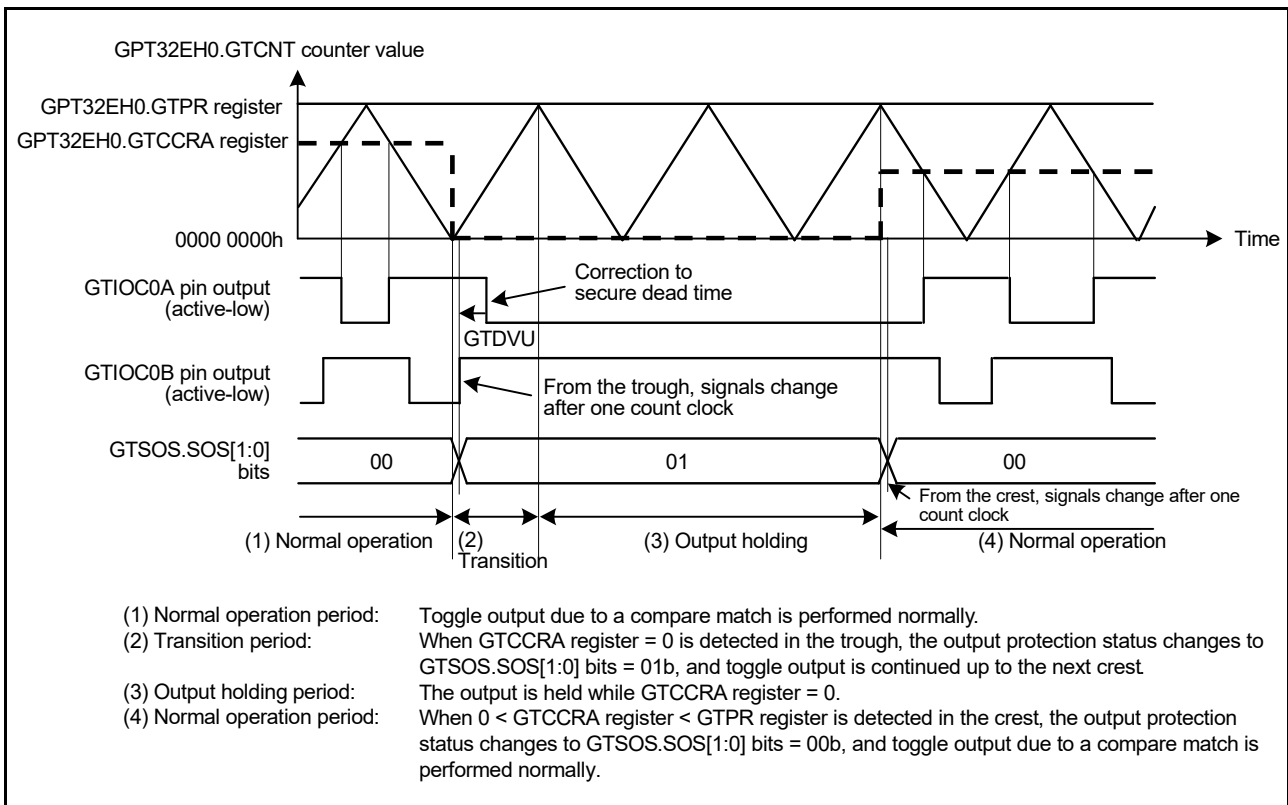 GPT32EH0.GTCNT counter value
GPT32EH0.GTPR register
GPT32EH0.GTCCRA register
0000 0000h
Time
GTIOC0A pin output
(active-low)
Correction to
secure dead time
GTDVU
GTIOC0B pin output
(active-low)
From the trough, signals change
after one count clock
GTSOS.SOS[1:0]
bits
00
01
00
From the crest, signals change after one
count clock
(1) Normal operation
(2)
Transition
(3) Output holding
(4) Normal operation
(1) Normal operation period: Toggle output due to a compare match is performed normally.
(2) Transition period: When GTCCRA register = 0 is detected in the trough, the output protection status changes to
GTSOS.SOS[1:0] bits = 01b, and toggle output is continued up to the next crest.
(3) Output holding period: The output is held while GTCCRA register = 0.
(4) Normal operation period: When 0 < GTCCRA register < GTPR register is detected in the crest, the output protection
status changes to GTSOS.SOS[1:0] bits = 00b, and toggle output due to a compare match is
performed normally.